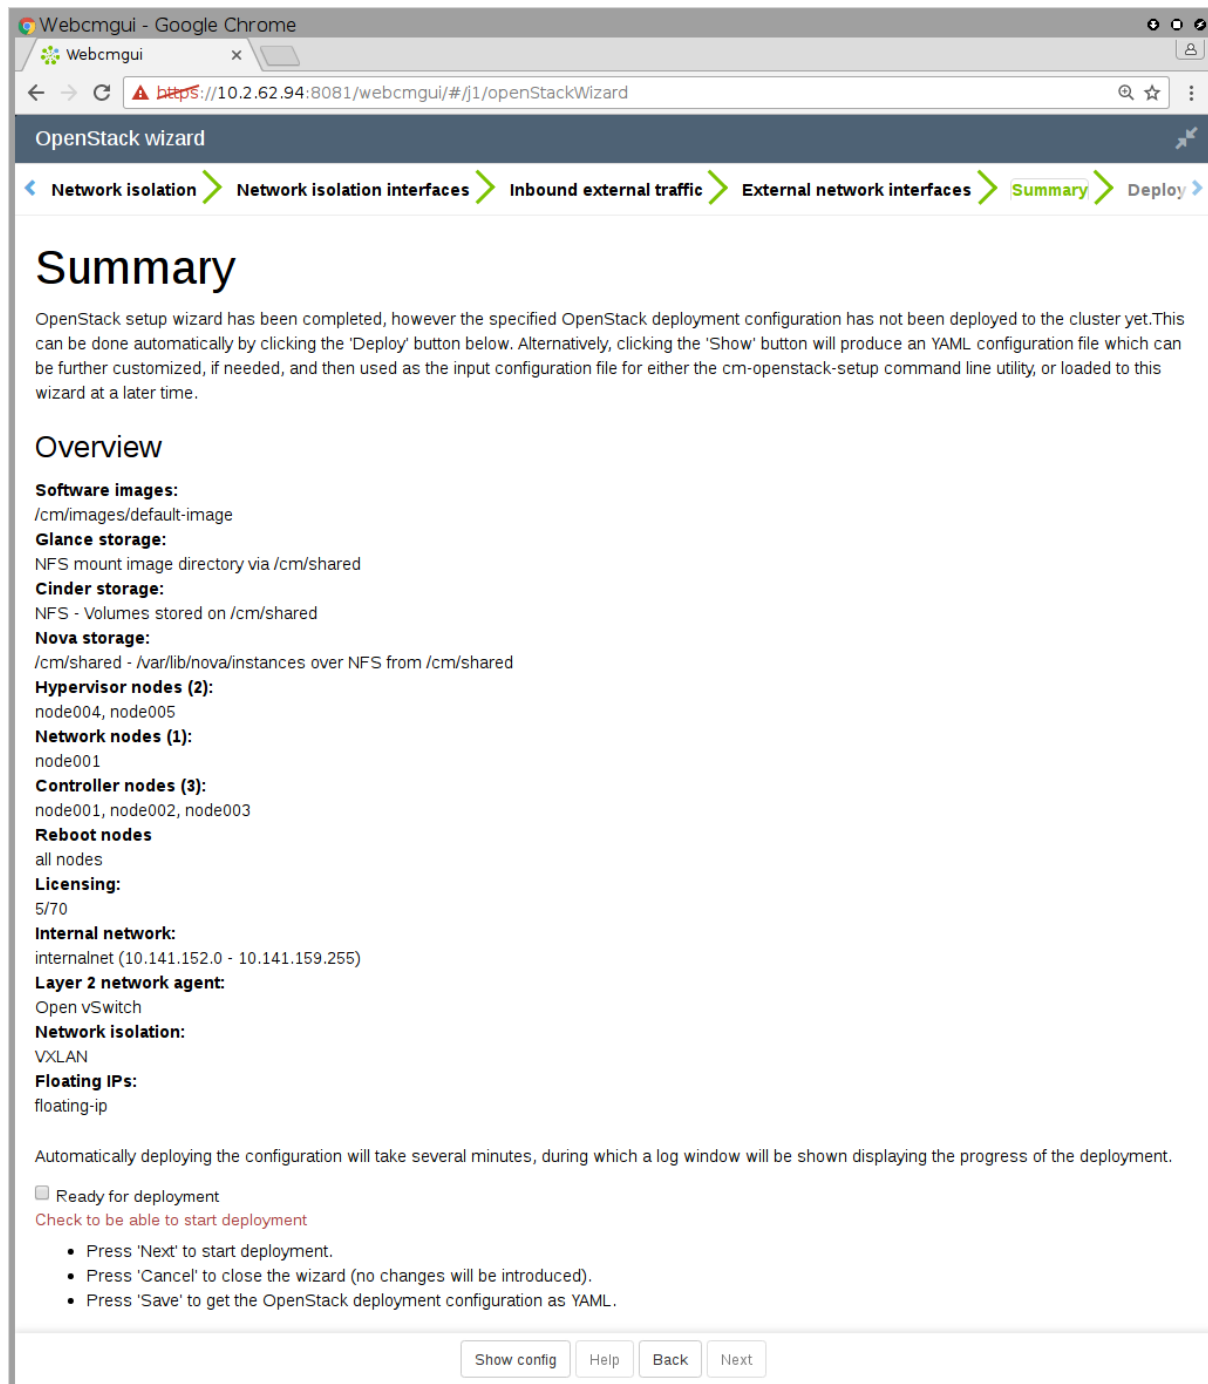 Webcmgui - Google Chrome
Webcmgui
https://10.2.62.94:8081/webcmgui/#/j1/openStackWizard
OpenStack wizard
Network isolation Network isolation interfaces Inbound external traffic External network interfaces Summary Deploy
Summary
OpenStack setup wizard has been completed, however the specified OpenStack deployment configuration has not been deployed to the cluster yet.This
can be done automatically by clicking the 'Deploy' button below. Alternatively, clicking the 'Show' button will produce an YAML configuration file which can
be further customized, if needed, and then used as the input configuration file for either the cm-openstack-setup command line utility, or loaded to this
wizard at a later time.
Overview
Software images:
/cm/images/default-image
Glance storage:
NFS mount image directory via /cm/shared
Cinder storage:
NFS - Volumes stored on /cm/shared
Nova storage:
/cm/shared - /var/lib/nova/instances over NFS from /cm/shared
Hypervisor nodes (2):
node004, node005
Network nodes (1):
node001
Controller nodes (3):
node001, node002, node003
Reboot nodes
all nodes
Licensing:
5/70
Internal network:
internalnet (10.141.152.0 - 10.141.159.255)
Layer 2 network agent:
Open vSwitch
Network isolation:
VXLAN
Floating IPs:
floating-ip
Automatically deploying the configuration will take several minutes, during which a log window will be shown displaying the progress of the deployment.
Ready for deployment
Check to be able to start deployment
• Press 'Next' to start deployment.
• Press 'Cancel' to close the wizard (no changes will be introduced).
• Press 'Save' to get the OpenStack deployment configuration as YAML.
Show config Help Back Next